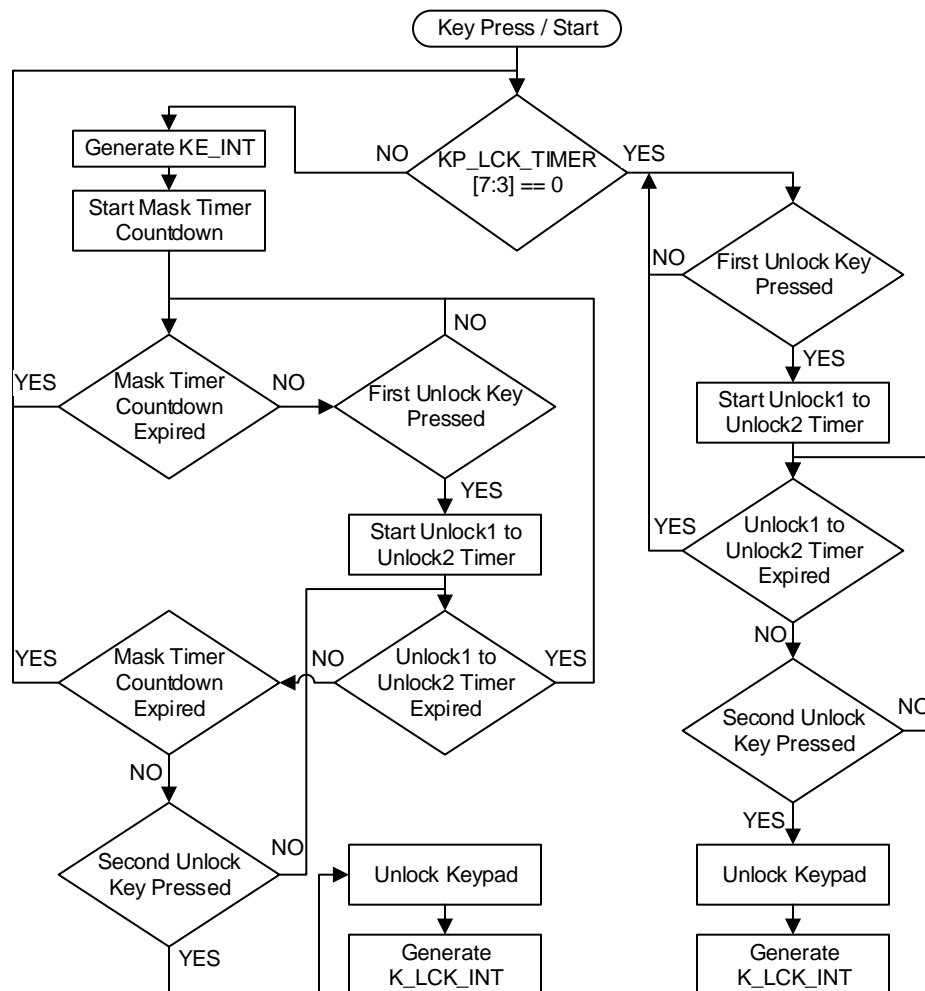 Key Press / Start
KP_LCK_TIMER
[7:3] == 0
NO
YES
Generate KE_INT
Start Mask Timer
Countdown
First Unlock Key
Pressed
NO
YES
Mask Timer
Countdown
Expired
YES
NO
First Unlock Key
Pressed
NO
YES
Start Unlock1 to
Unlock2 Timer
Start Unlock1 to
Unlock2 Timer
Unlock1 to
Unlock2 Timer
Expired
YES
NO
Mask Timer
Countdown
Expired
YES
NO
NO
Unlock1 to
Unlock2 Timer
Expired
YES
Second Unlock
Key Pressed
NO
YES
Second Unlock
Key Pressed
NO
YES
Unlock Keypad
Generate
K_LCK_INT
Unlock Keypad
Generate
K_LCK_INT